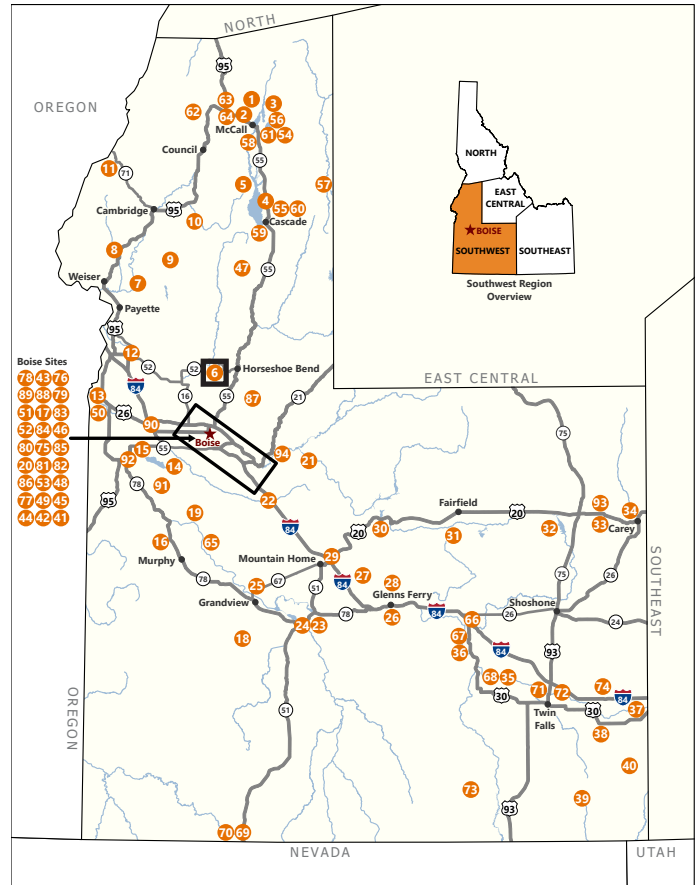 NORTH
OREGON
95
63
1
3
62
64
2
56
McCall
61
54
58
Council
55
11
71
5
57
4
55
60
Cambridge
95
10
Cascade
59
8
9
47
55
Weiser
7
Payette
95
12
52
52
6
Horseshoe Bend
84
16
55
87
21
13
50
26
90
Boise
15
55
94
21
92
14
78
91
95
22
NORTH
EAST
CENTRAL
BOISE
SOUTHWEST
SOUTHEAST
Southwest Region
Overview
EAST CENTRAL
Boise Sites
78 43 76
89 88 79
51 17 83
52 84 46
80 75 85
20 81 82
86 53 48
77 49 45
44 42 41
75
19
Fairfield
20
93
34
84
20
30
31
32
33
Carey
16
65
Mountain Home
29
Murphy
67
27
28
75
26
78
25
51
84
Glenns Ferry
Shoshone
Grandview
78
26
84
26
24
24 23
66
18
67
36
84
93
SOUTHEAST
68 35
71
72
74
84
30
30
37
OREGON
51
Twin
Falls
38
40
73
39
93
70 69
NEVADA
UTAH